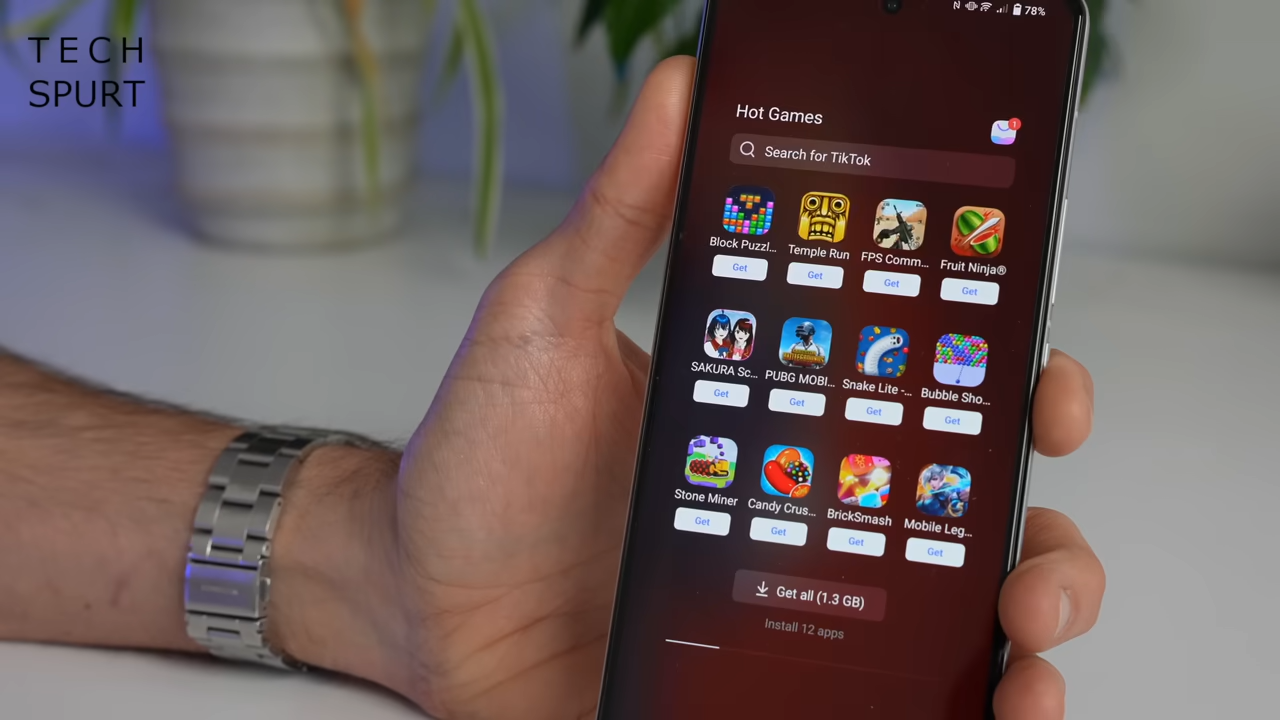 TECH
SPURT
78%
Hot Games
1
Search for TikTok
Block Puzzl... Temple Run FPS Comm... Fruit Ninja®
Get Get Get Get
SAKURA Sc... PUBG MOBI... Snake Lite -... Bubble Sho...
Get Get Get Get
Stone Miner Candy Crus... BrickSmash Mobile Leg...
Get Get Get Get
Get all (1.3 GB)
Install 12 apps